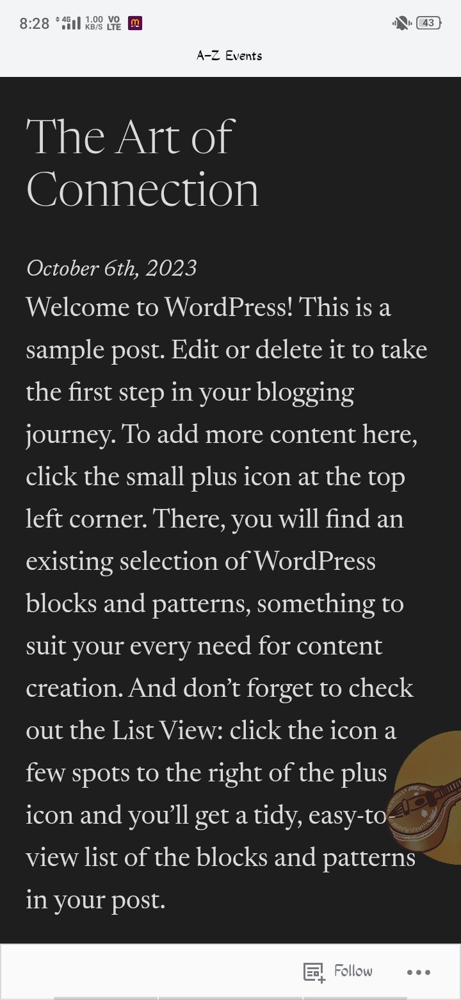 8:28 4G 1.00 KB/S VO LTE 43
A-Z Events
The Art of
Connection
October 6th, 2023
Welcome to WordPress! This is a
sample post. Edit or delete it to take
the first step in your blogging
journey. To add more content here,
click the small plus icon at the top
left corner. There, you will find an
existing selection of WordPress
blocks and patterns, something to
suit your every need for content
creation. And don’t forget to check
out the List View: click the icon a
few spots to the right of the plus
icon and you’ll get a tidy, easy-to-
view list of the blocks and patterns
in your post.
Follow